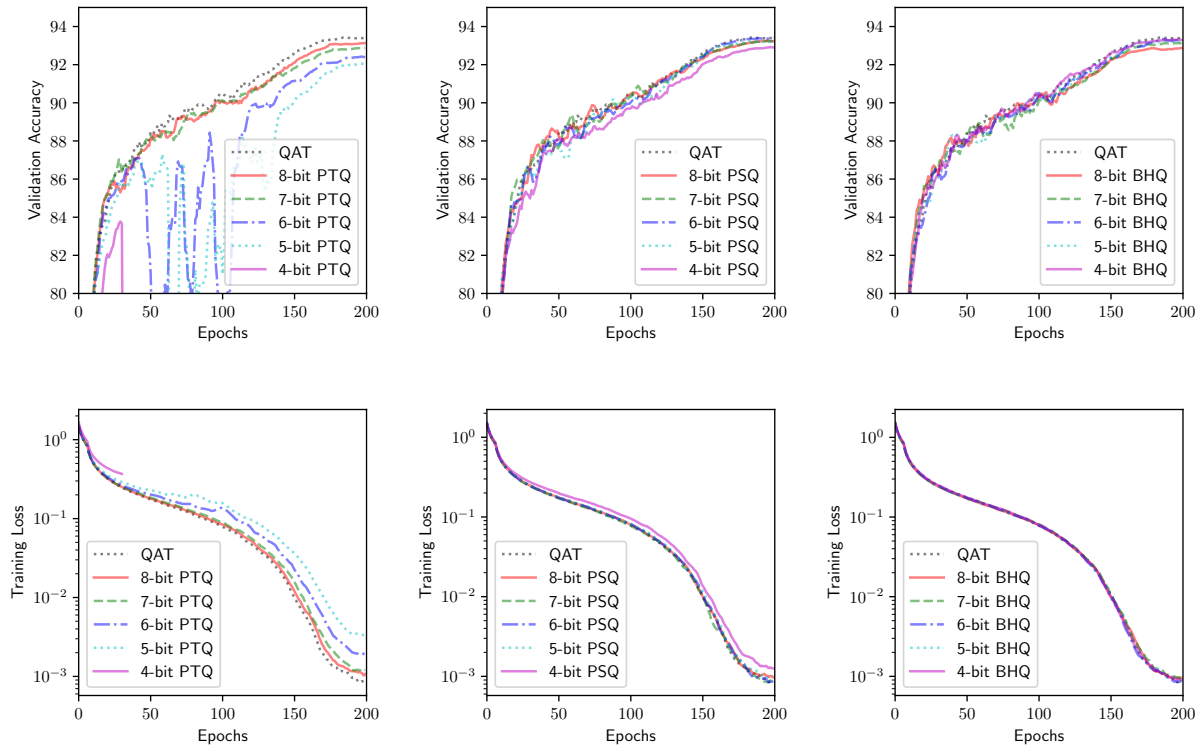 94
92
90
88
86
84
82
80
Validation Accuracy
QAT
8-bit PTQ
7-bit PTQ
6-bit PTQ
5-bit PTQ
4-bit PTQ
0 50 100 150 200
Epochs
94
92
90
88
86
84
82
80
Validation Accuracy
QAT
8-bit PSQ
7-bit PSQ
6-bit PSQ
5-bit PSQ
4-bit PSQ
0 50 100 150 200
Epochs
94
92
90
88
86
84
82
80
Validation Accuracy
QAT
8-bit BHQ
7-bit BHQ
6-bit BHQ
5-bit BHQ
4-bit BHQ
0 50 100 150 200
Epochs
10⁰
10⁻¹
10⁻²
10⁻³
Training Loss
QAT
8-bit PTQ
7-bit PTQ
6-bit PTQ
5-bit PTQ
4-bit PTQ
0 50 100 150 200
Epochs
10⁰
10⁻¹
10⁻²
10⁻³
Training Loss
QAT
8-bit PSQ
7-bit PSQ
6-bit PSQ
5-bit PSQ
4-bit PSQ
0 50 100 150 200
Epochs
10⁰
10⁻¹
10⁻²
10⁻³
Training Loss
QAT
8-bit BHQ
7-bit BHQ
6-bit BHQ
5-bit BHQ
4-bit BHQ
0 50 100 150 200
Epochs